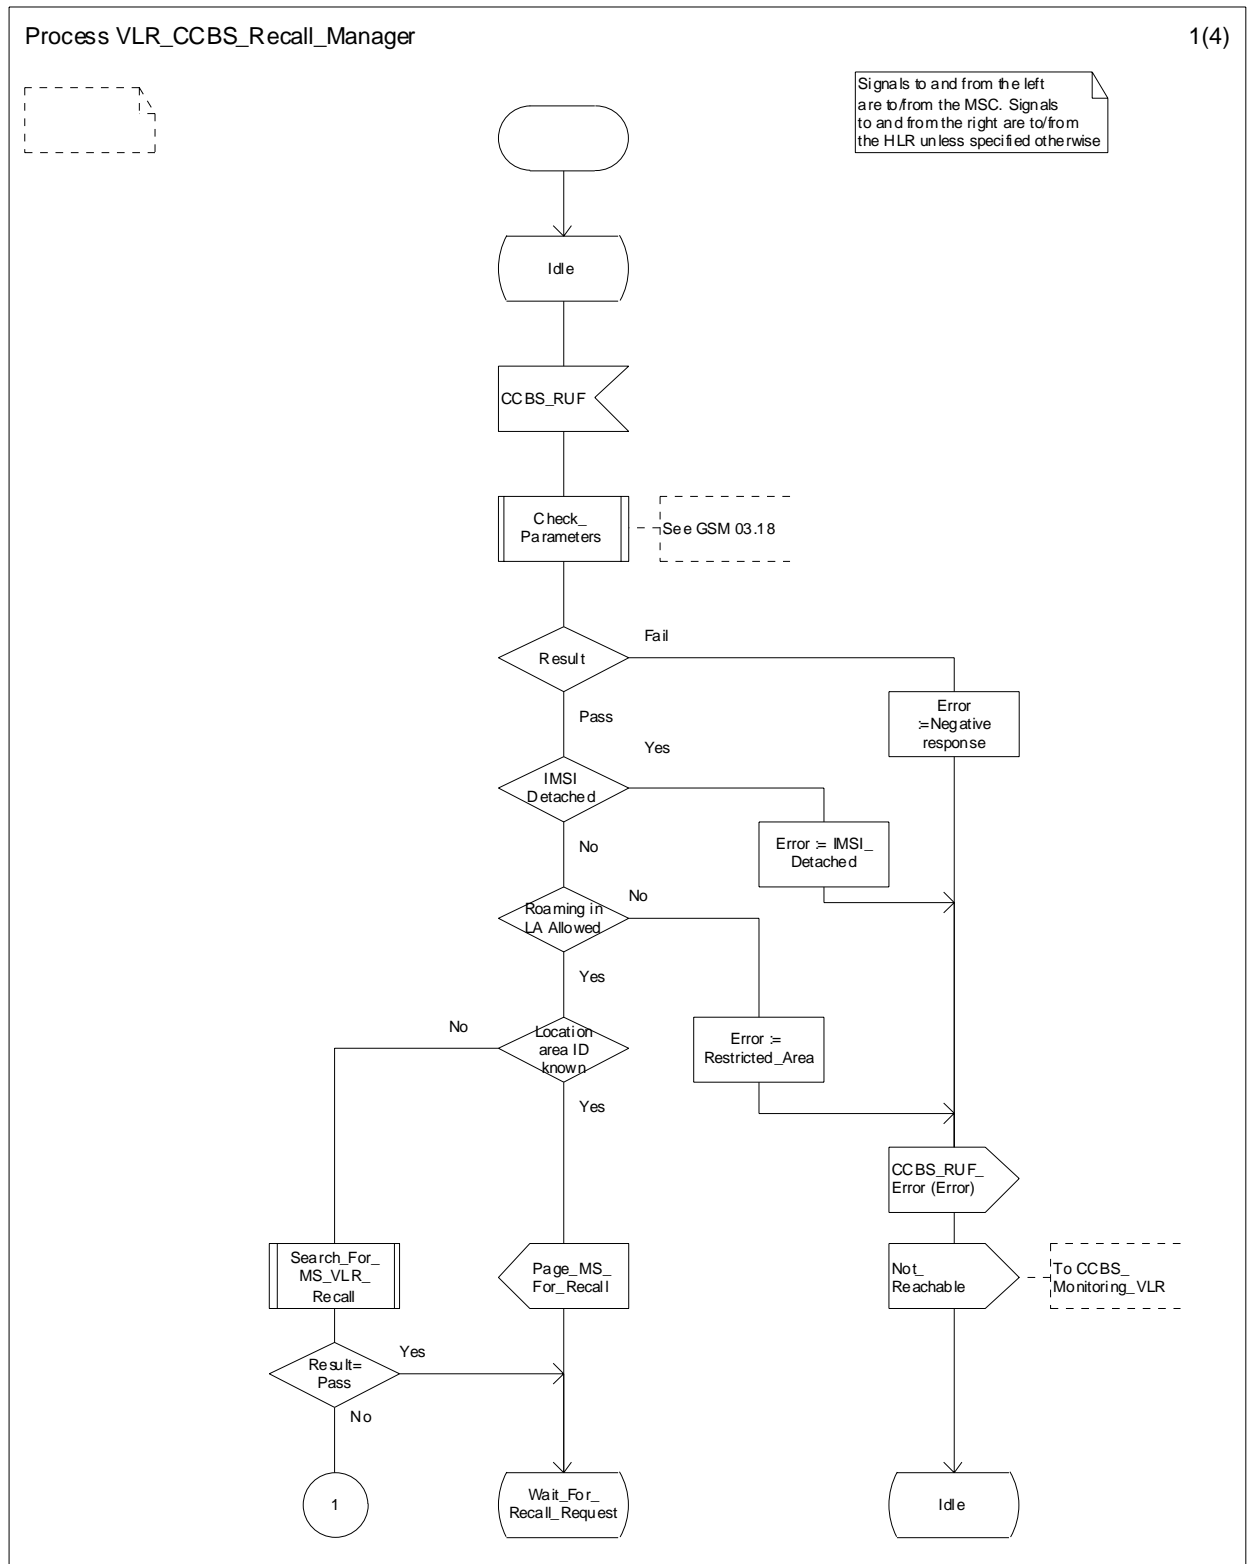 Process VLR_CCBS_Recall_Manager
1(4)
Signals to and from the left
are to/from the MSC. Signals
to and from the right are to/from
the HLR unless specified otherwise
Idle
CCBS_RUF
Check_
Parameters
See GSM 03.18
Result
Fail
Pass
Error
:=Negative
response
Yes
IMSI
Detached
No
Error := IMSI_
Detached
Roaming in
LA Allowed
No
Yes
No
Location
area ID
known
Error :=
Restricted_Area
Yes
CCBS_RUF_
Error (Error)
Search_For_
MS_VLR_
Recall
Page_MS_
For_Recall
Not_
Reachable
To CCBS_
Monitoring_VLR
Result=
Pass
Yes
No
1
Wait_For_
Recall_Request
Idle